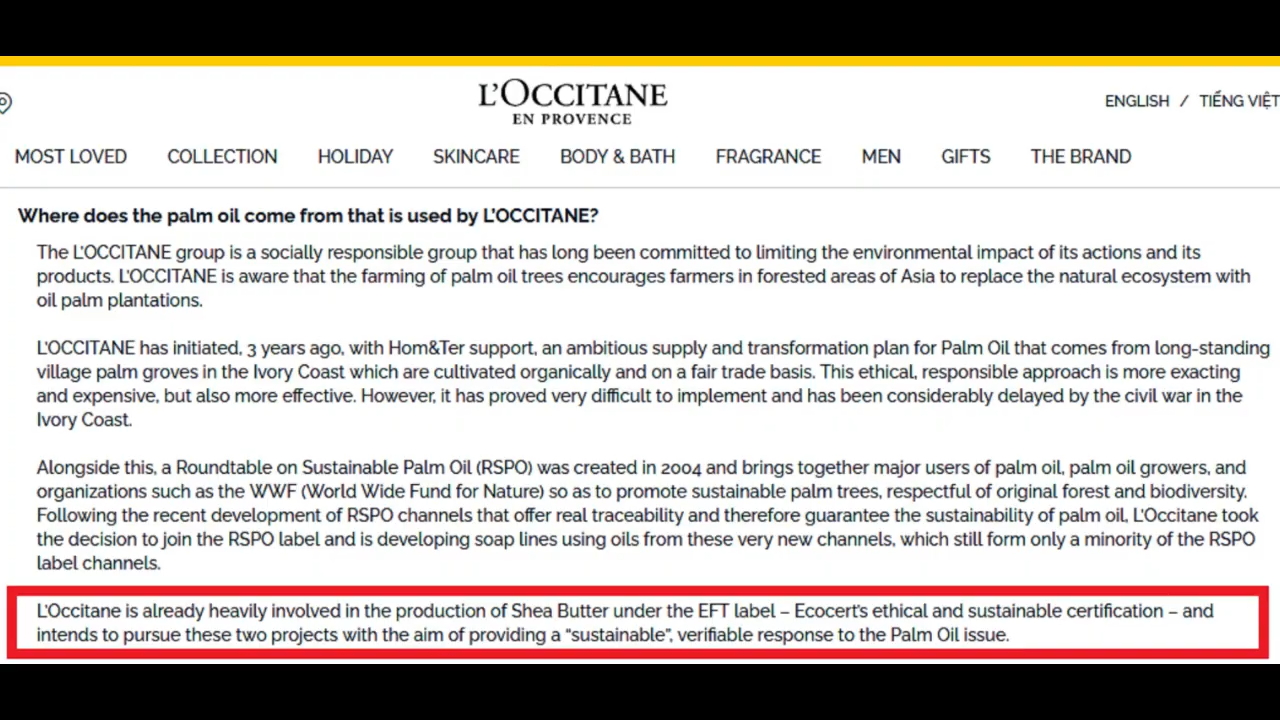 L'OCCITANE
EN PROVENCE
ENGLISH / TIẾNG VIỆT
MOST LOVED COLLECTION HOLIDAY SKINCARE BODY & BATH FRAGRANCE MEN GIFTS THE BRAND
Where does the palm oil come from that is used by L'OCCITANE?
The L'OCCITANE group is a socially responsible group that has long been committed to limiting the environmental impact of its actions and its
products. L'OCCITANE is aware that the farming of palm oil trees encourages farmers in forested areas of Asia to replace the natural ecosystem with
oil palm plantations.
L'OCCITANE has initiated, 3 years ago, with Hom&Ter support, an ambitious supply and transformation plan for Palm Oil that comes from long-standing
village palm groves in the Ivory Coast which are cultivated organically and on a fair trade basis. This ethical, responsible approach is more exacting
and expensive, but also more effective. However, it has proved very difficult to implement and has been considerably delayed by the civil war in the
Ivory Coast.
Alongside this, a Roundtable on Sustainable Palm Oil (RSPO) was created in 2004 and brings together major users of palm oil, palm oil growers, and
organizations such as the WWF (World Wide Fund for Nature) so as to promote sustainable palm trees, respectful of original forest and biodiversity.
Following the recent development of RSPO channels that offer real traceability and therefore guarantee the sustainability of palm oil, L'Occitane took
the decision to join the RSPO label and is developing soap lines using oils from these very new channels, which still form only a minority of the RSPO
label channels.
L'Occitane is already heavily involved in the production of Shea Butter under the EFT label – Ecocert's ethical and sustainable certification – and
intends to pursue these two projects with the aim of providing a "sustainable", verifiable response to the Palm Oil issue.